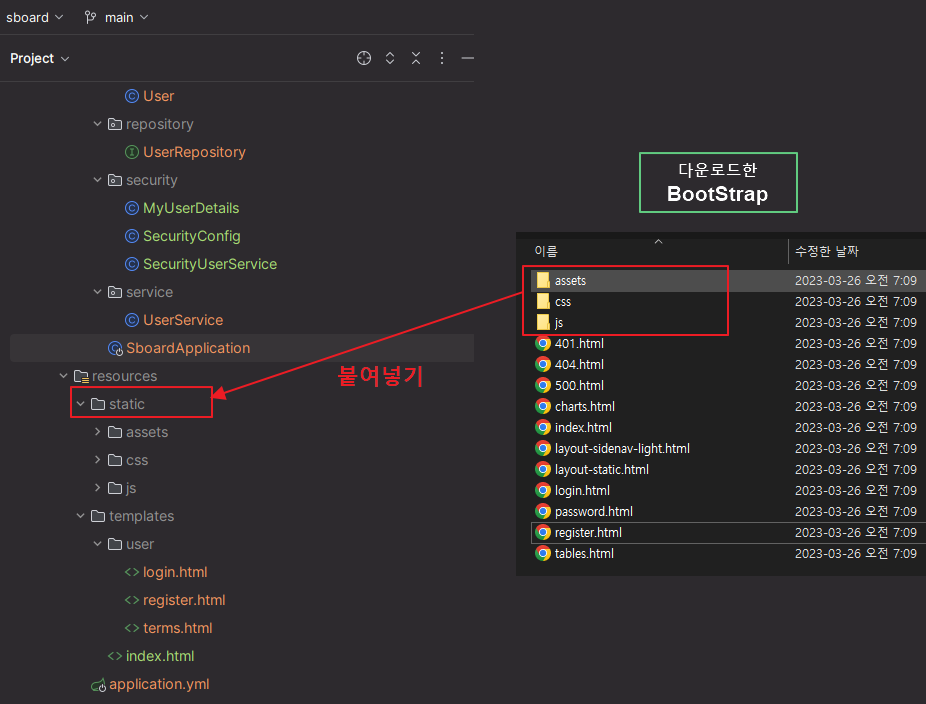 sboard main
Project
User
repository
UserRepository
security
MyUserDetails
SecurityConfig
SecurityUserService
service
UserService
SboardApplication
resources
static
assets
css
js
templates
user
login.html
register.html
terms.html
index.html
application.yml
붙여넣기
다운로드한
BootStrap
이름 수정한 날짜
assets 2023-03-26 오전 7:09
css 2023-03-26 오전 7:09
js 2023-03-26 오전 7:09
401.html 2023-03-26 오전 7:09
404.html 2023-03-26 오전 7:09
500.html 2023-03-26 오전 7:09
charts.html 2023-03-26 오전 7:09
index.html 2023-03-26 오전 7:09
layout-sidenav-light.html 2023-03-26 오전 7:09
layout-static.html 2023-03-26 오전 7:09
login.html 2023-03-26 오전 7:09
password.html 2023-03-26 오전 7:09
register.html 2023-03-26 오전 7:09
tables.html 2023-03-26 오전 7:09